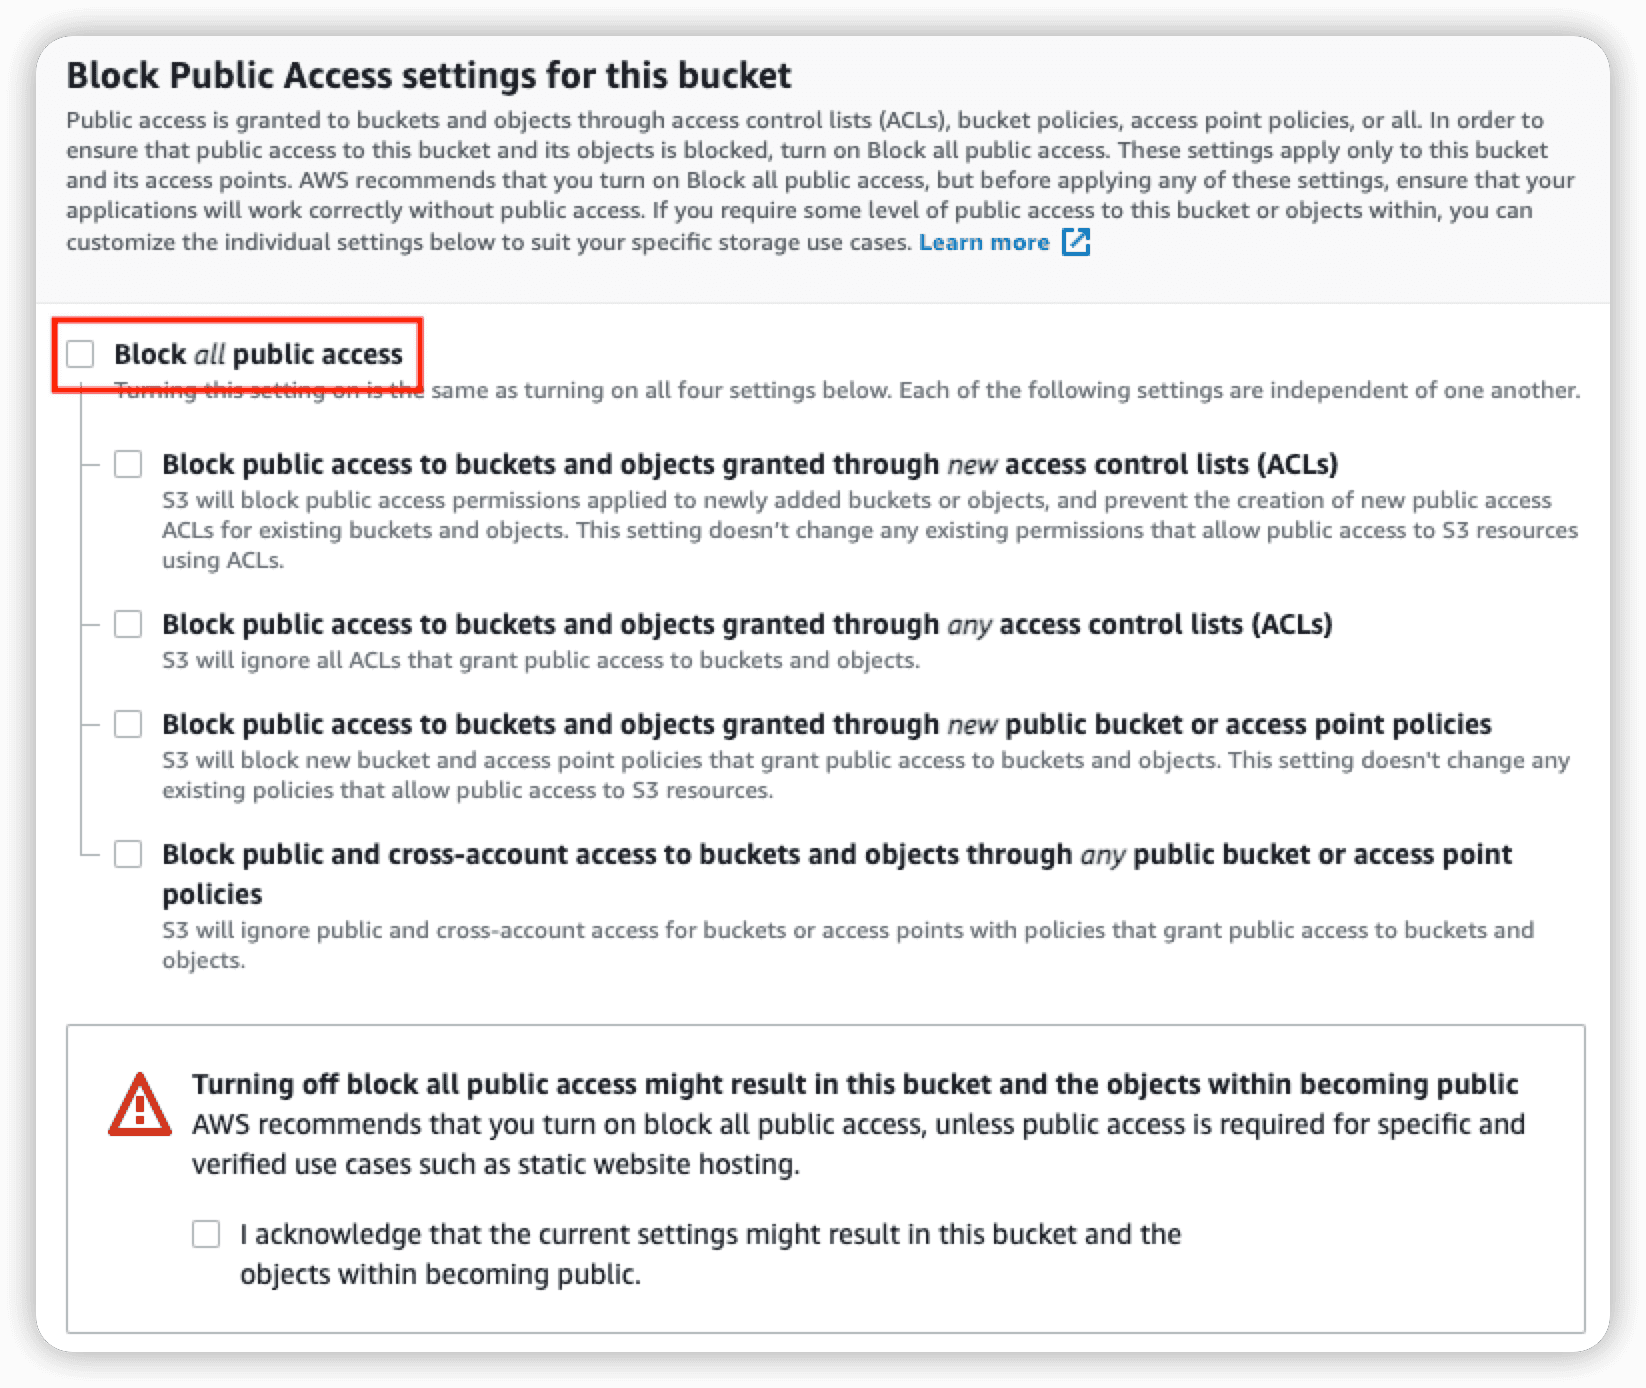 Block Public Access settings for this bucket
Public access is granted to buckets and objects through access control lists (ACLs), bucket policies, access point policies, or all. In order to
ensure that public access to this bucket and its objects is blocked, turn on Block all public access. These settings apply only to this bucket
and its access points. AWS recommends that you turn on Block all public access, but before applying any of these settings, ensure that your
applications will work correctly without public access. If you require some level of public access to this bucket or objects within, you can
customize the individual settings below to suit your specific storage use cases. Learn more
Block all public access
Turning this setting on is the same as turning on all four settings below. Each of the following settings are independent of one another.
Block public access to buckets and objects granted through new access control lists (ACLs)
S3 will block public access permissions applied to newly added buckets or objects, and prevent the creation of new public access
ACLs for existing buckets and objects. This setting doesn't change any existing permissions that allow public access to S3 resources
using ACLs.
Block public access to buckets and objects granted through any access control lists (ACLs)
S3 will ignore all ACLs that grant public access to buckets and objects.
Block public access to buckets and objects granted through new public bucket or access point policies
S3 will block new bucket and access point policies that grant public access to buckets and objects. This setting doesn't change any
existing policies that allow public access to S3 resources.
Block public and cross-account access to buckets and objects through any public bucket or access point
policies
S3 will ignore public and cross-account access for buckets or access points with policies that grant public access to buckets and
objects.
Turning off block all public access might result in this bucket and the objects within becoming public
AWS recommends that you turn on block all public access, unless public access is required for specific and
verified use cases such as static website hosting.
I acknowledge that the current settings might result in this bucket and the
objects within becoming public.